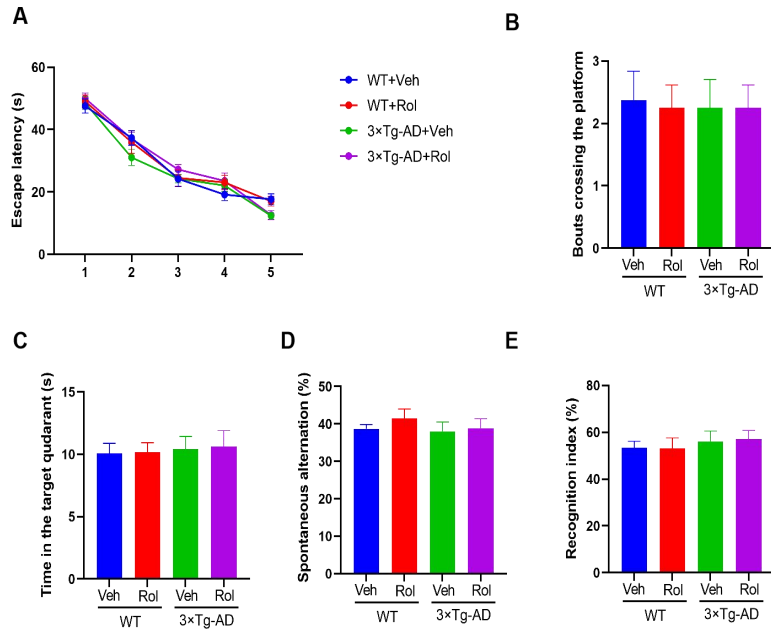 A
Escape latency (s)
60
40
20
0
1 2 3 4 5
WT+Veh
WT+Rol
3×Tg-AD+Veh
3×Tg-AD+Rol
B
Bouts crossing the platform
3
2
1
0
Veh Rol Veh Rol
WT 3×Tg-AD
C
Time in the target qudarant (s)
15
10
5
0
Veh Rol Veh Rol
WT 3×Tg-AD
D
Spontaneous alternation (%)
50
40
30
20
10
0
Veh Rol Veh Rol
WT 3×Tg-AD
E
Recognition index (%)
80
60
40
20
0
Veh Rol Veh Rol
WT 3×Tg-AD